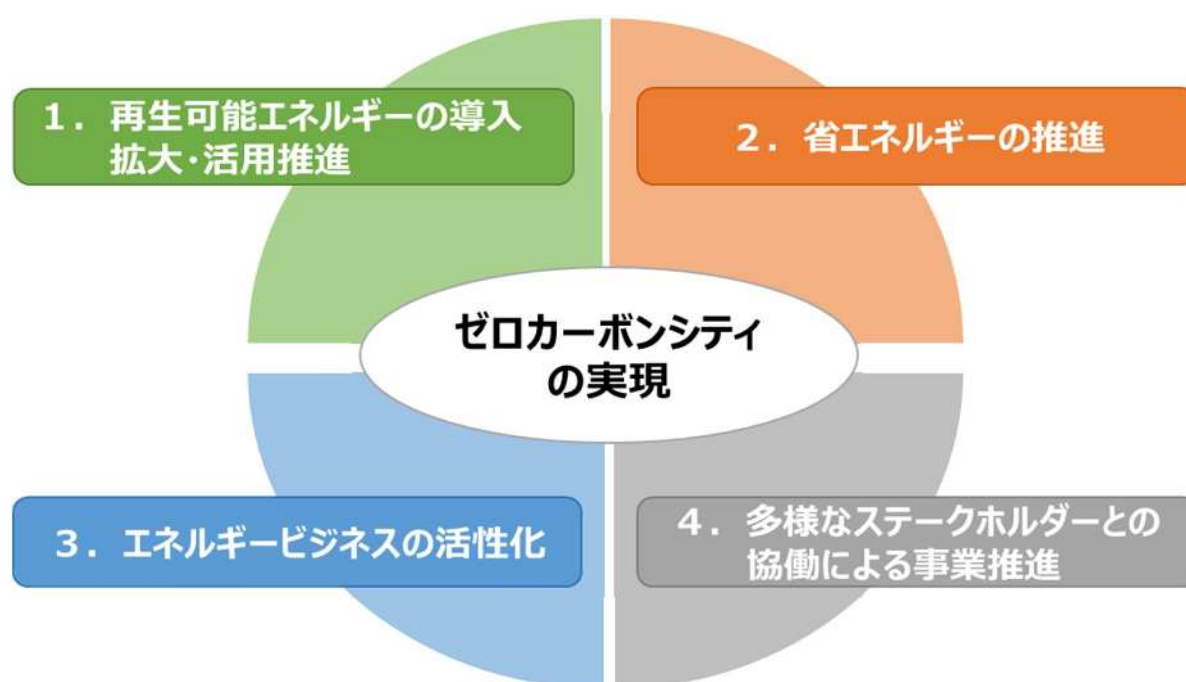 1．再生可能エネルギーの導入
拡大・活用推進
2．省エネルギーの推進
ゼロカーボンシティ
の実現
3．エネルギービジネスの活性化
4．多様なステークホルダーとの
協働による事業推進